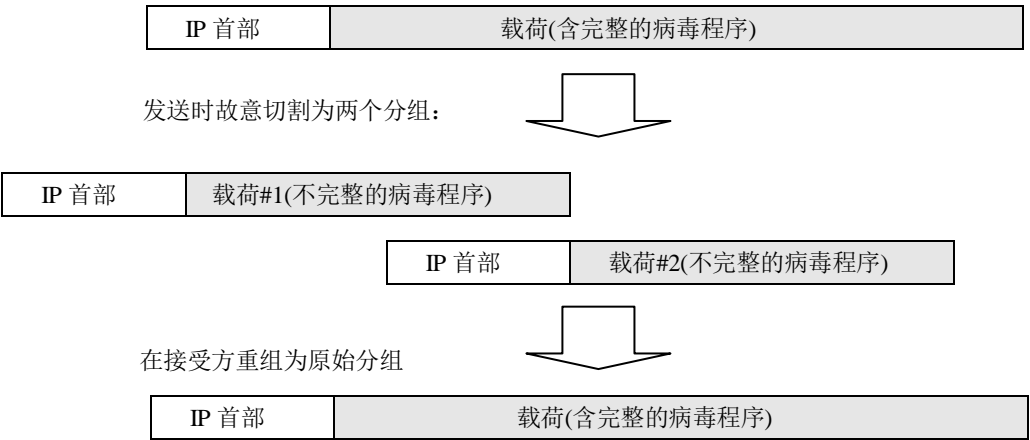 IP 首部 载荷(含完整的病毒程序)
发送时故意切割为两个分组：
IP 首部 载荷#1(不完整的病毒程序)
IP 首部 载荷#2(不完整的病毒程序)
在接受方重组为原始分组
IP 首部 载荷(含完整的病毒程序)